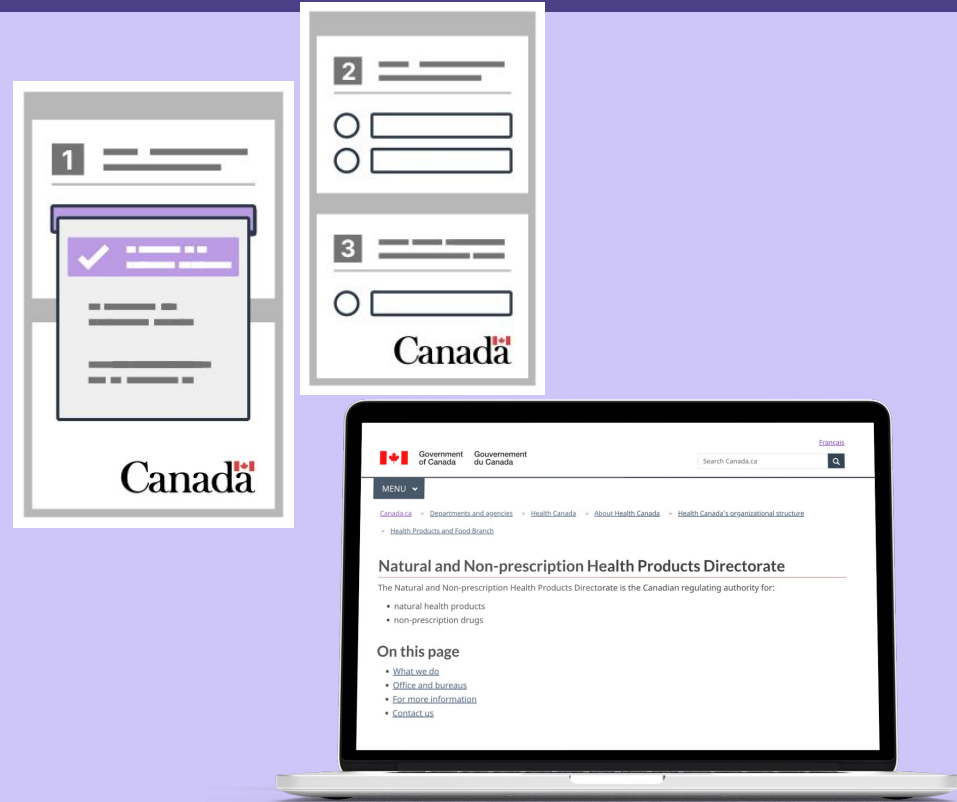 1
Canada
2
3
Canada
Français
Government of Canada
Gouvernement du Canada
Search Canada.ca
MENU
Canada.ca > Departments and agencies > Health Canada > About Health Canada > Health Canada's organizational structure
> Health Products and Food Branch
Natural and Non-prescription Health Products Directorate
The Natural and Non-prescription Health Products Directorate is the Canadian regulating authority for:
• natural health products
• non-prescription drugs
On this page
• What we do
• Office and bureaus
• For more information
• Contact us